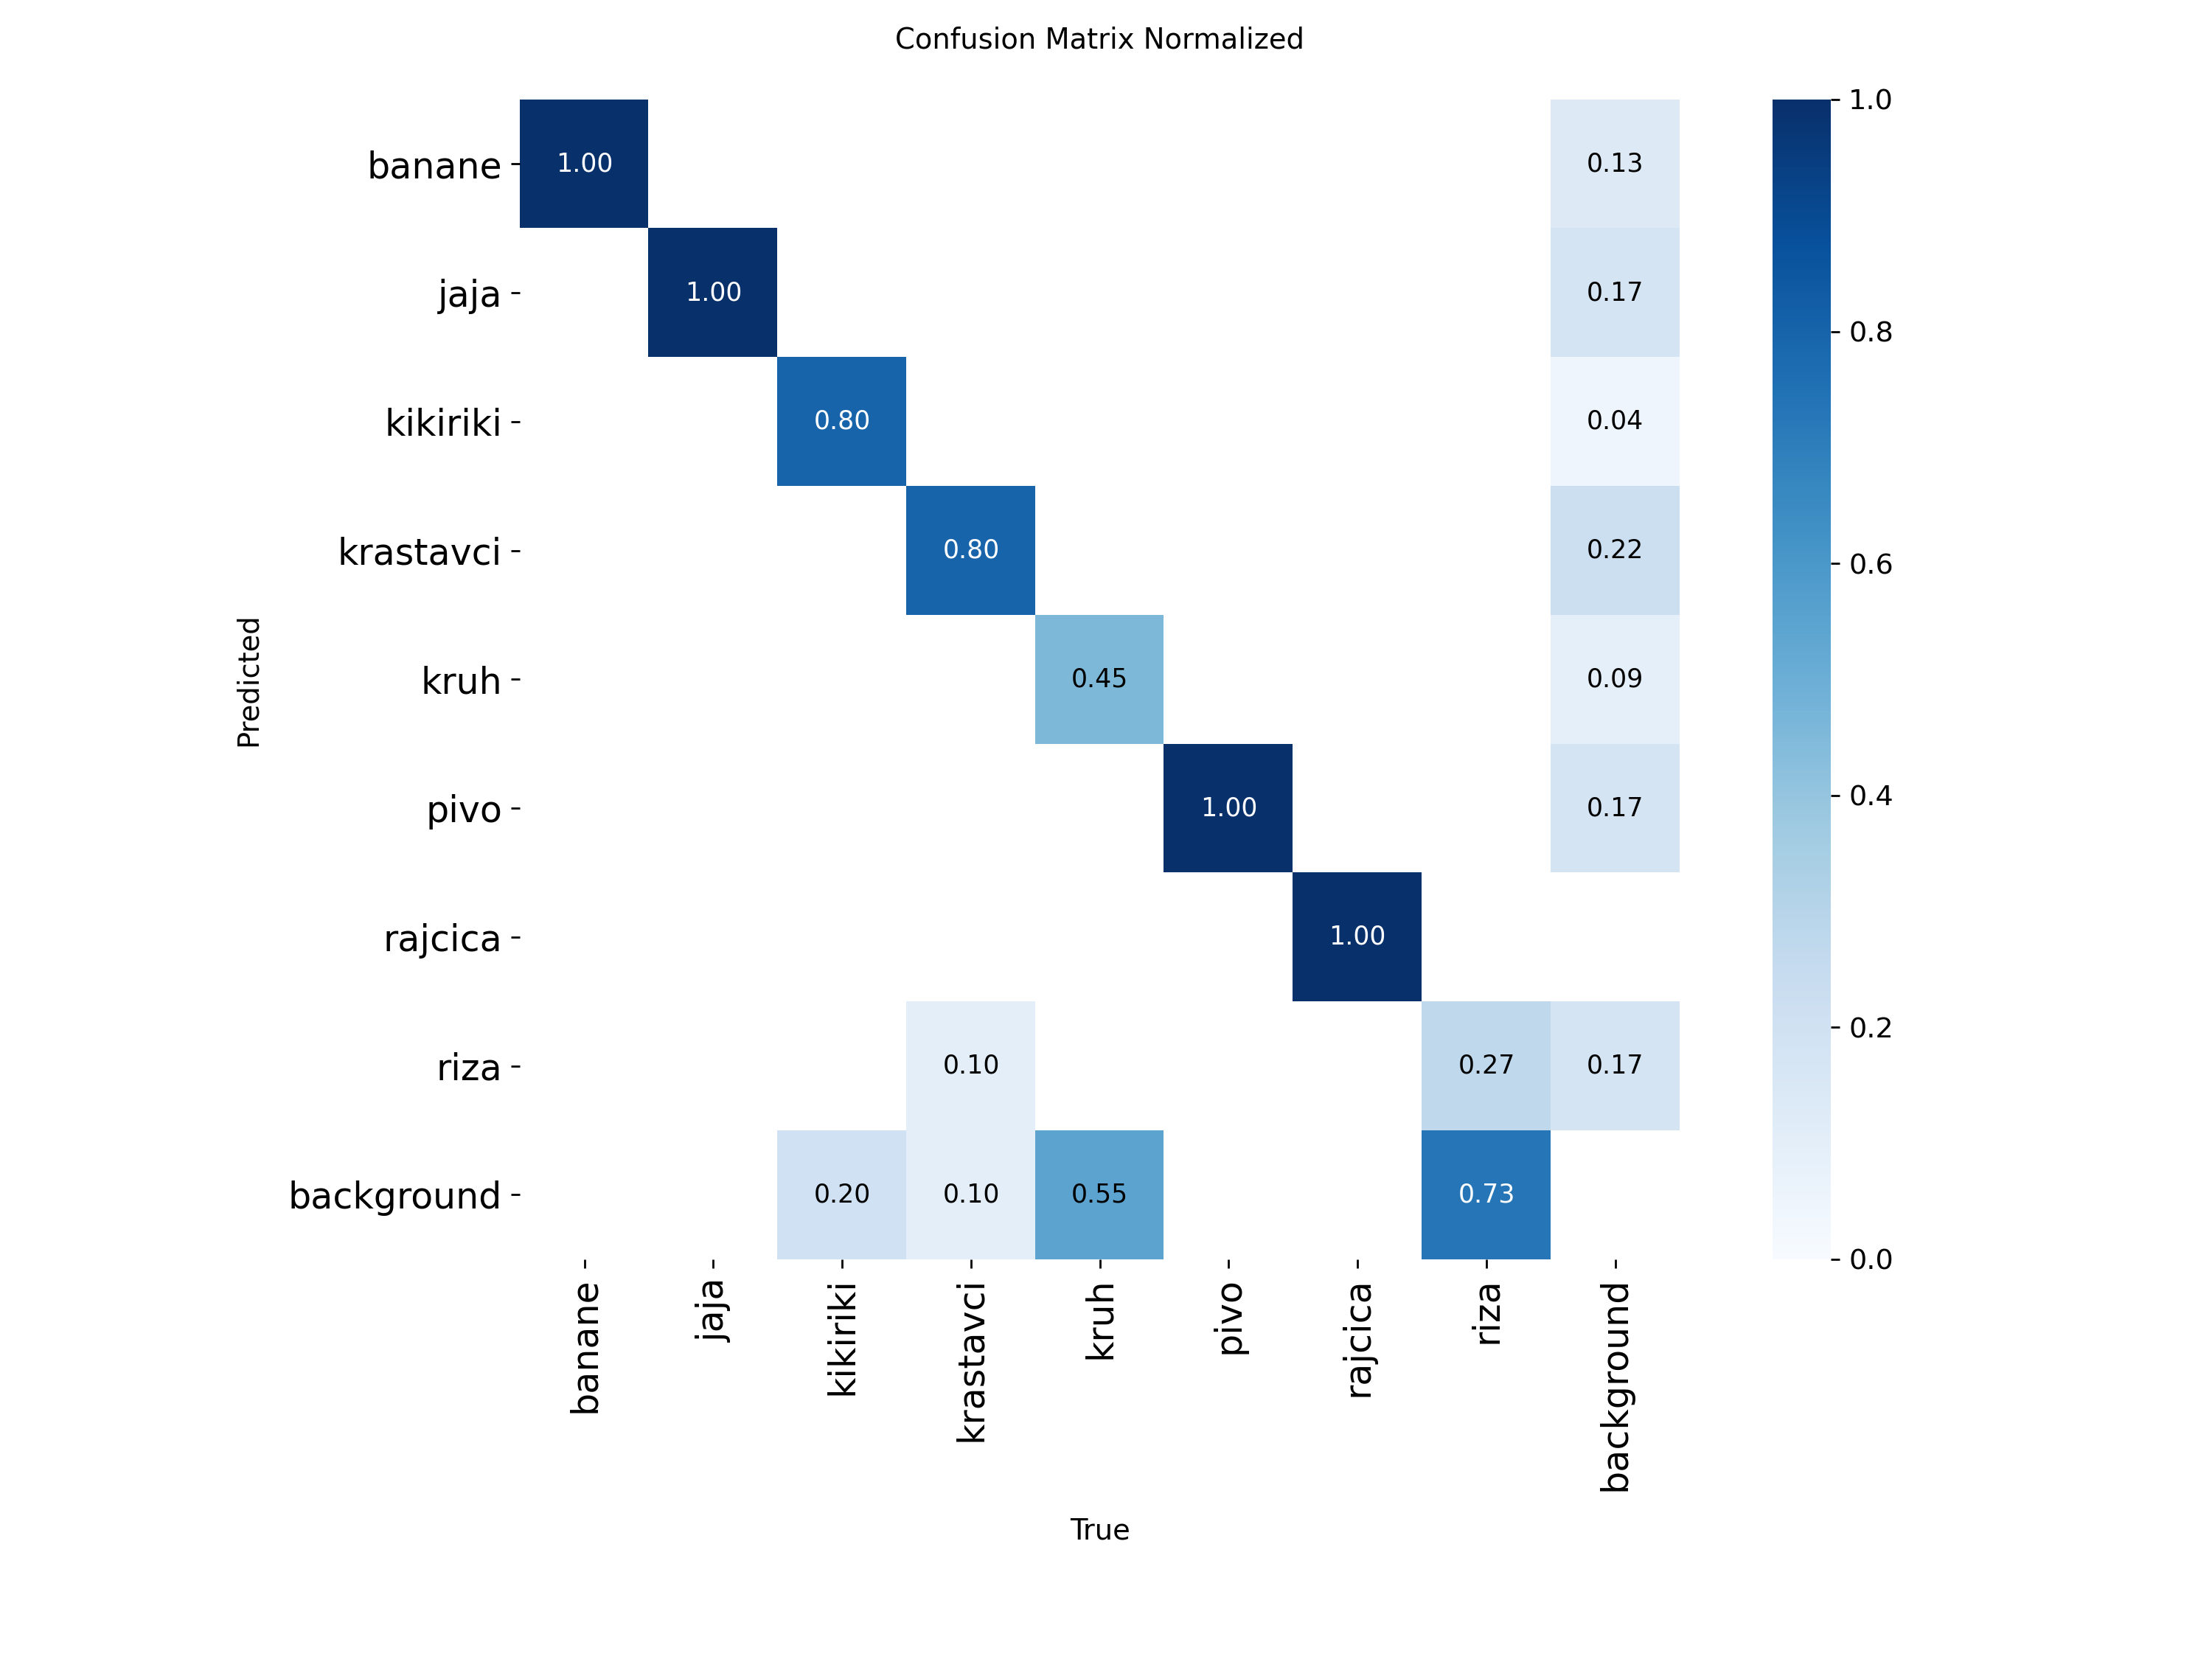 Confusion Matrix Normalized
banane 1.00 0.13
jaja 1.00 0.17
kikiriki 0.80 0.04
krastavci 0.80 0.22
kruh 0.45 0.09
pivo 1.00 0.17
rajcica 1.00
riza 0.10 0.27 0.17
background 0.20 0.10 0.55 0.73
Predicted
banane jaja kikiriki krastavci kruh pivo rajcica riza background
True
1.0
0.8
0.6
0.4
0.2
0.0